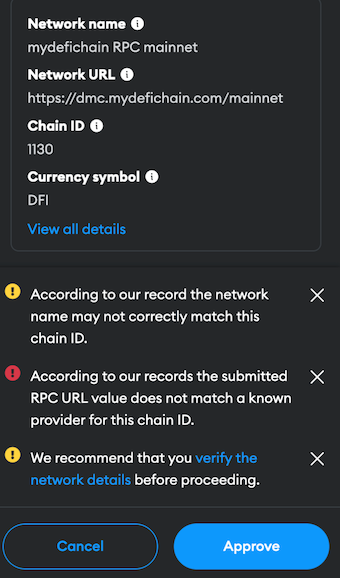 Network name
mydefichain RPC mainnet
Network URL
https://dmc.mydefichain.com/mainnet
Chain ID
1130
Currency symbol
DFI
View all details
According to our record the network
name may not correctly match this
chain ID.
According to our records the submitted
RPC URL value does not match a known
provider for this chain ID.
We recommend that you verify the
network details before proceeding.
Cancel
Approve